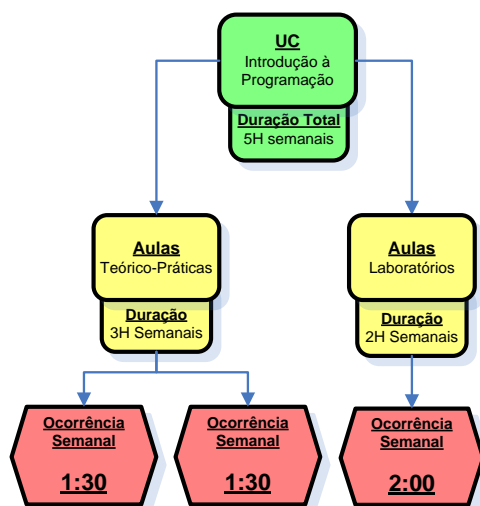 UC
Introdução à
Programação
Duração Total
5H semanais
Aulas
Teórico-Práticas
Duração
3H Semanais
Aulas
Laboratórios
Duração
2H Semanais
Ocorrência
Semanal
1:30
Ocorrência
Semanal
1:30
Ocorrência
Semanal
2:00